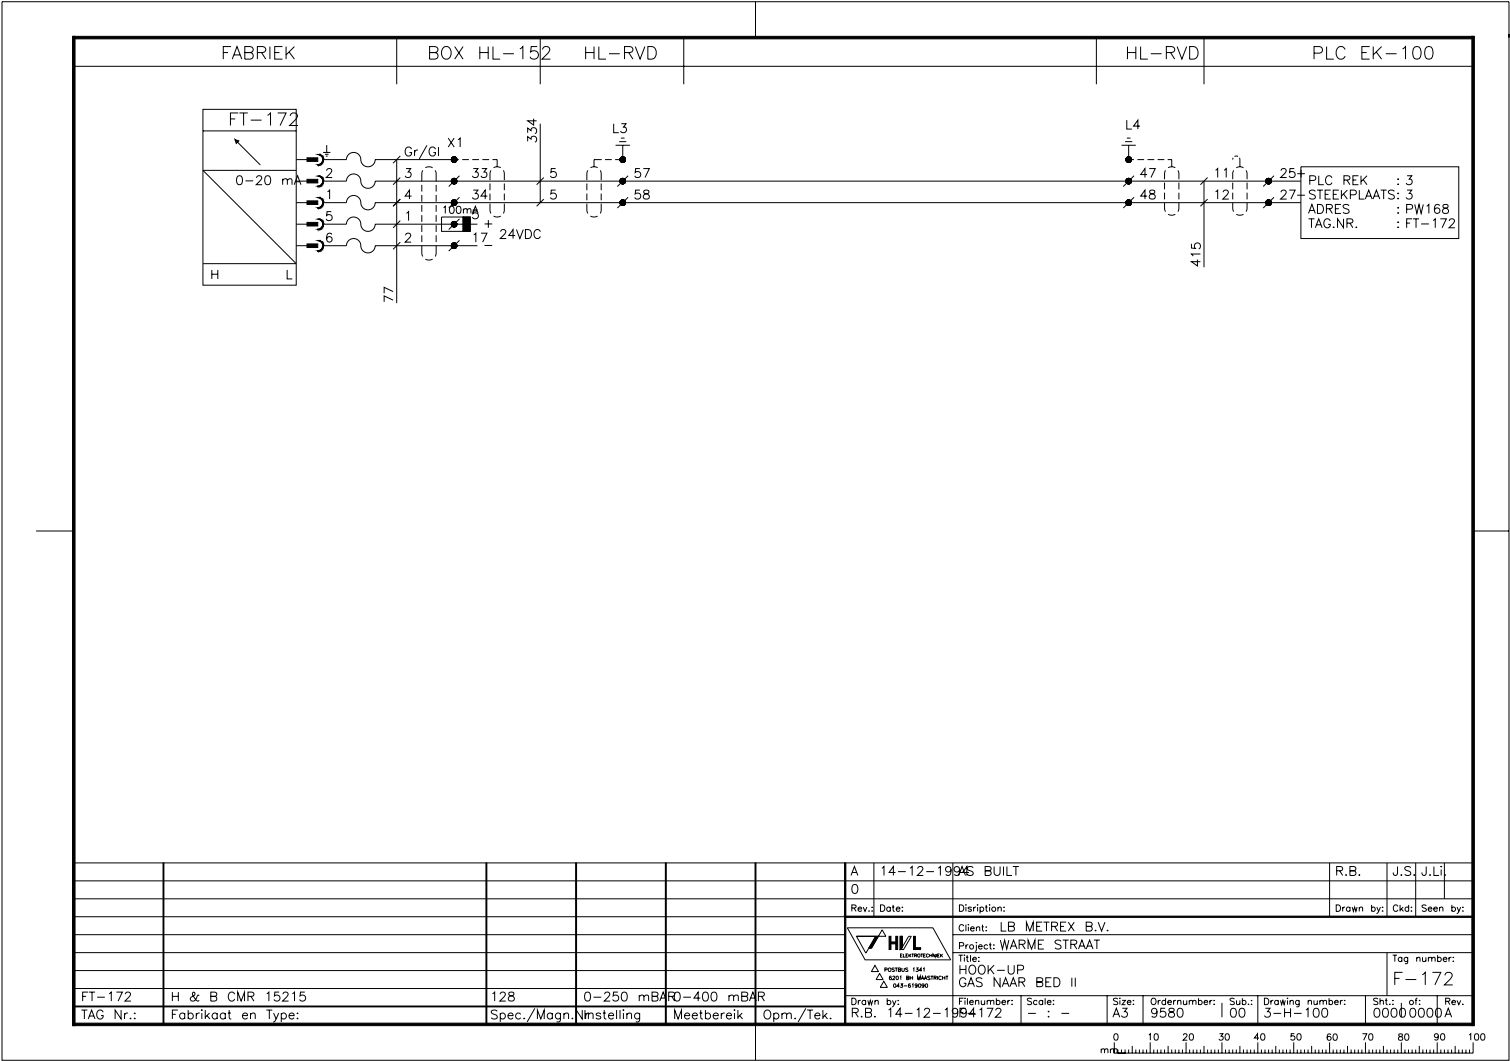 FABRIEK BOX HL-152 HL-RVD HL-RVD PLC EK-100
FT-172
0-20 mA
H L
2
1
5
6
Gr/Gl X1
3 33 5 57
4 34 5 58
1 100mA +
2 17 -
24VDC
77
334
L3
L4
47 11 25+
48 12 27-
415
PLC REK : 3
STEEKPLAATS: 3
ADRES : PW168
TAG.NR. : FT-172
FT-172 H & B CMR 15215 128 0-250 mBAR 0-400 mBAR
TAG Nr.: Fabrikaat en Type: Spec./Magn.Nr Instelling Meetbereik Opm./Tek.
A 14-12-1994 AS BUILT R.B. J.S. J.Li.
0
Rev.: Date: Disription: Drawn by: Ckd: Seen by:
HVL
ELEKTROTECHNIEK
POSTBUS 1341
6201 BH MAASTRICHT
043-619090
Client: LB METREX B.V.
Project: WARME STRAAT
Title:
HOOK-UP
GAS NAAR BED II
Tag number:
F-172
Drawn by: Filenumber: Scale: Size: Ordernumber: Sub.: Drawing number: Sht.: of: Rev.
R.B. 14-12-1994 F-172 - : - A3 9580 00 3-H-100 0000 0000 A
0 10 20 30 40 50 60 70 80 90 100
mm